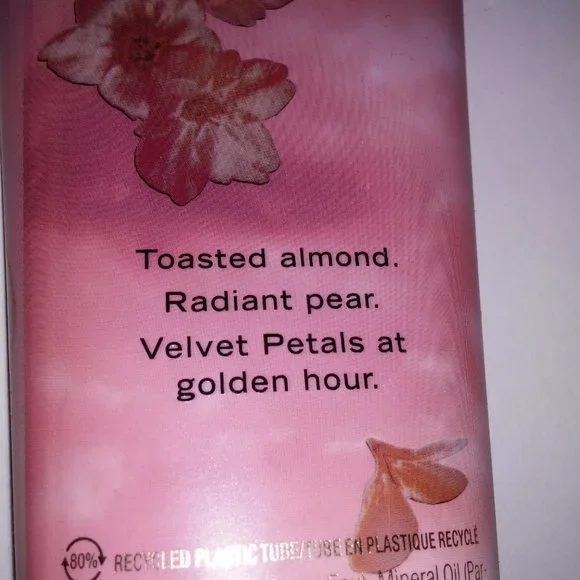 Toasted almond.
Radiant pear.
Velvet Petals at
golden hour.
80% RECYCLED PLASTIC TUBE/TUBE EN PLASTIQUE RECYCLÉ
Mineral Oil (Par-